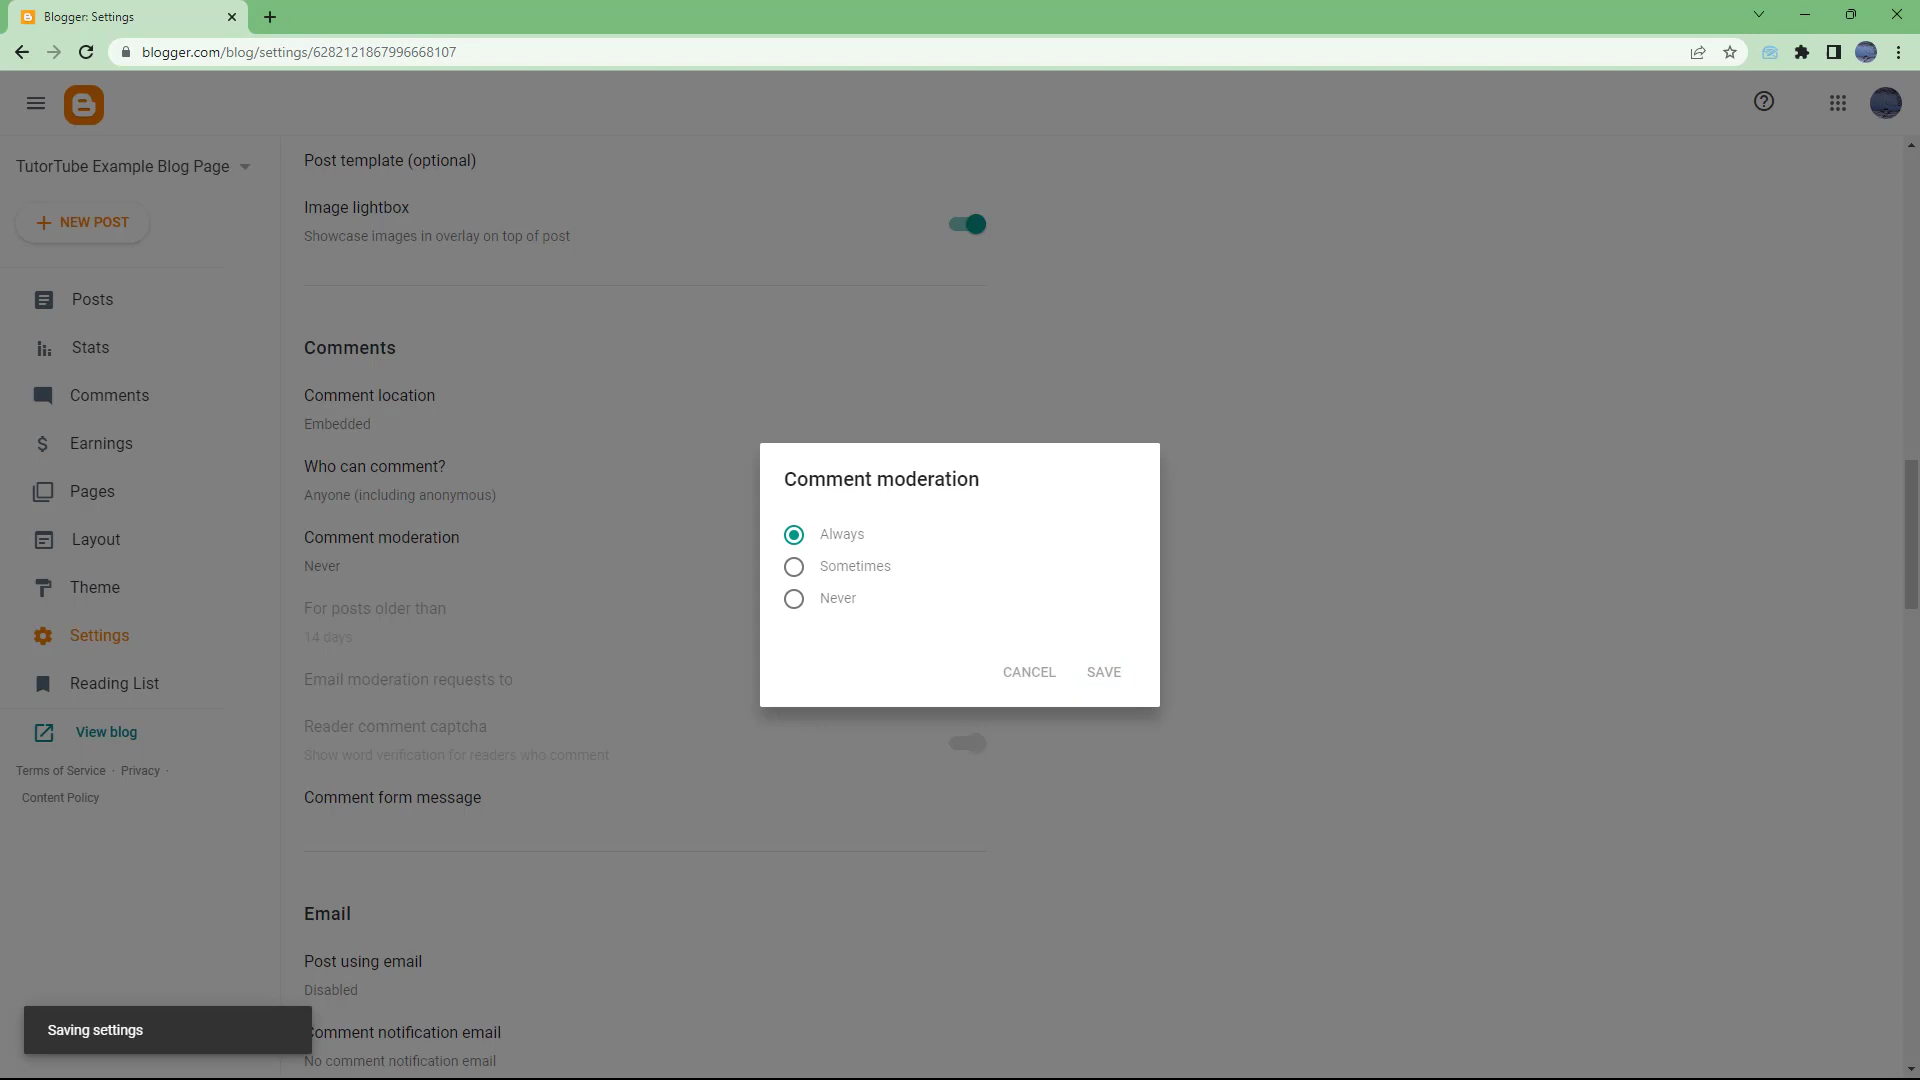 Blogger: Settings
blogger.com/blog/settings/6282121867996668107
TutorTube Example Blog Page
NEW POST
Posts
Stats
Comments
Earnings
Pages
Layout
Theme
Settings
Reading List
View blog
Terms of Service · Privacy ·
Content Policy
Post template (optional)
Image lightbox
Showcase images in overlay on top of post
Comments
Comment location
Embedded
Who can comment?
Anyone (including anonymous)
Comment moderation
Never
For posts older than
14 days
Email moderation requests to
Reader comment captcha
Show word verification for readers who comment
Comment form message
Email
Post using email
Disabled
Comment notification email
No comment notification email
Comment moderation
Always
Sometimes
Never
CANCEL SAVE
Saving settings